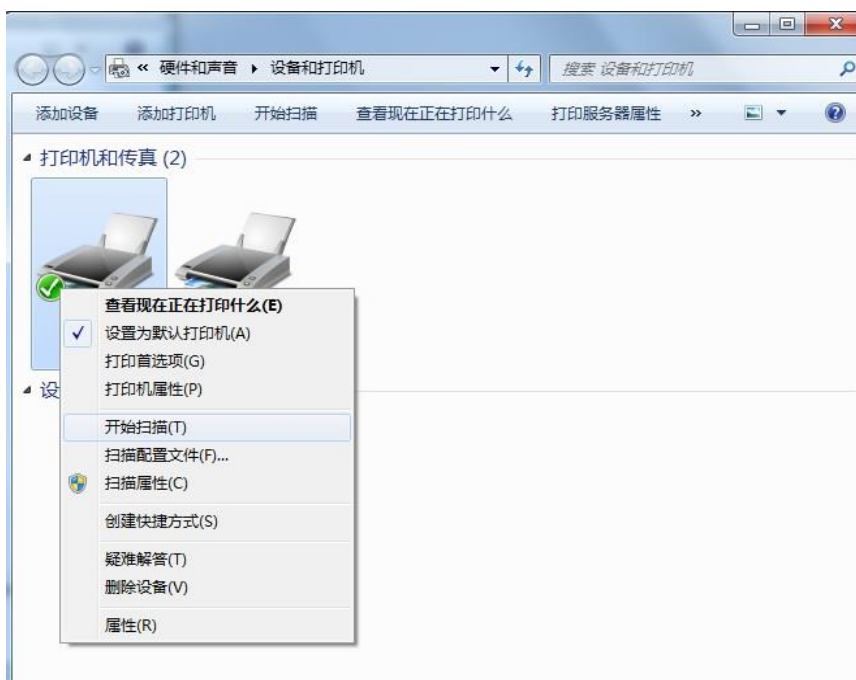 « 硬件和声音 ▸ 设备和打印机
搜索 设备和打印机
添加设备 添加打印机 开始扫描 查看现在正在打印什么 打印服务器属性 »
打印机和传真 (2)
查看现在正在打印什么(E)
设置为默认打印机(A)
打印首选项(G)
打印机属性(P)
设
开始扫描(T)
扫描配置文件(F)...
扫描属性(C)
创建快捷方式(S)
疑难解答(T)
删除设备(V)
属性(R)